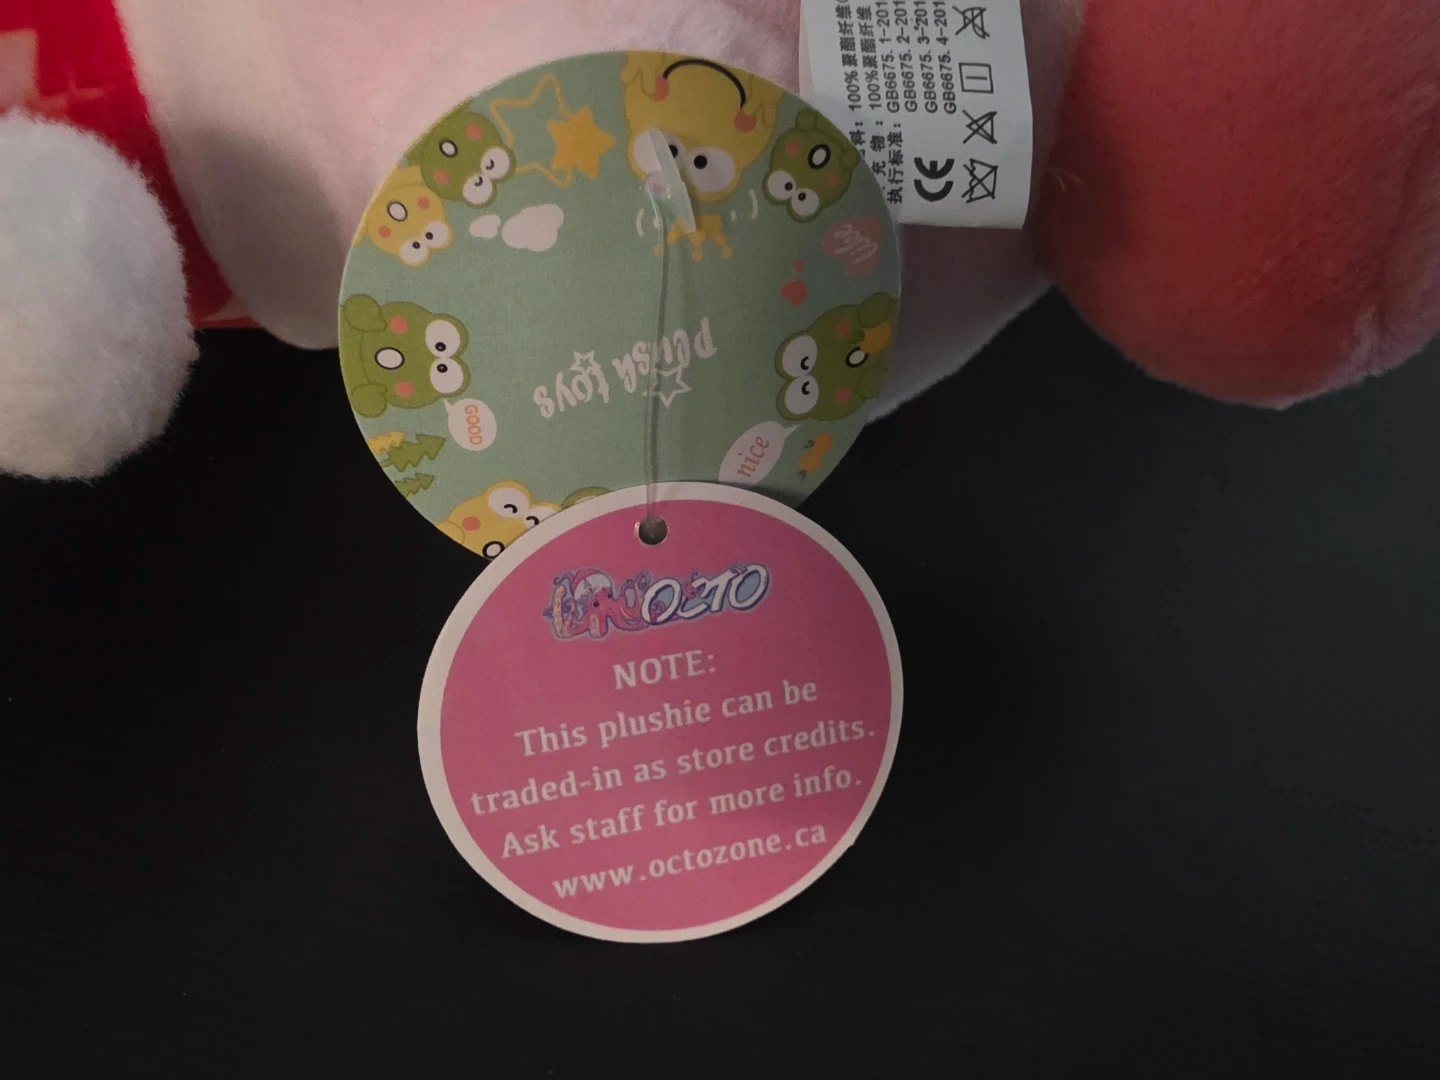 100%聚酯纤维
100%聚酯纤维
执行标准: GB6675.1-201
GB6675.2-201
GB6675.3-201
GB6675.4-201
CE
Plush toys
GOOD
nice
OCTO
NOTE:
This plushie can be
traded-in as store credits.
Ask staff for more info.
www.octozone.ca